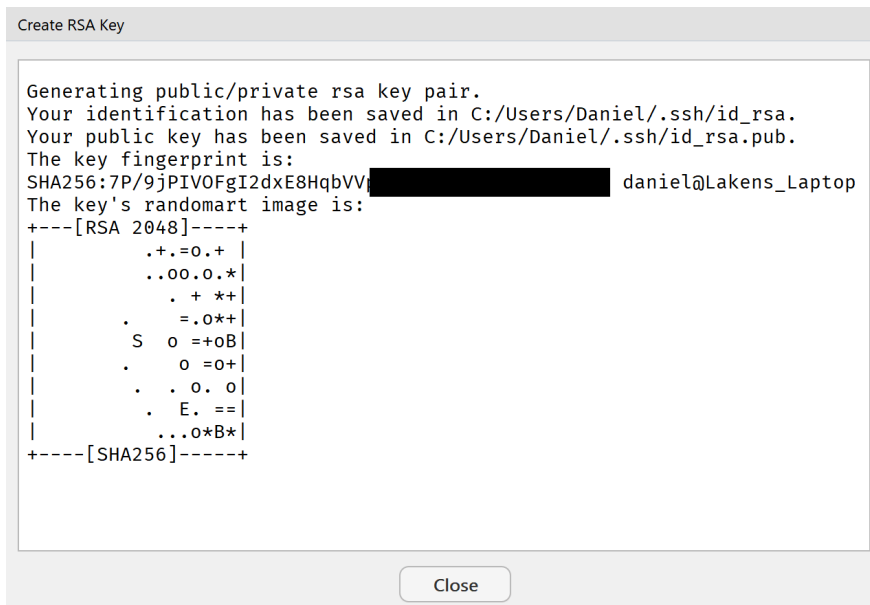 Create RSA Key
Generating public/private rsa key pair.
Your identification has been saved in C:/Users/Daniel/.ssh/id_rsa.
Your public key has been saved in C:/Users/Daniel/.ssh/id_rsa.pub.
The key fingerprint is:
SHA256:7P/9jPIVOFgI2dxE8HqbVV daniel@Lakens_Laptop
The key's randomart image is:
+---[RSA 2048]----+
|          .+.=o.+ |
|          ..oo.o.*|
|            . + *+|
|        .    =.o*+|
|         S  o =+oB|
|        .    o =o+|
|         .  . o. o|
|          .  E. ==|
|           ...o*B*|
+----[SHA256]-----+
Close